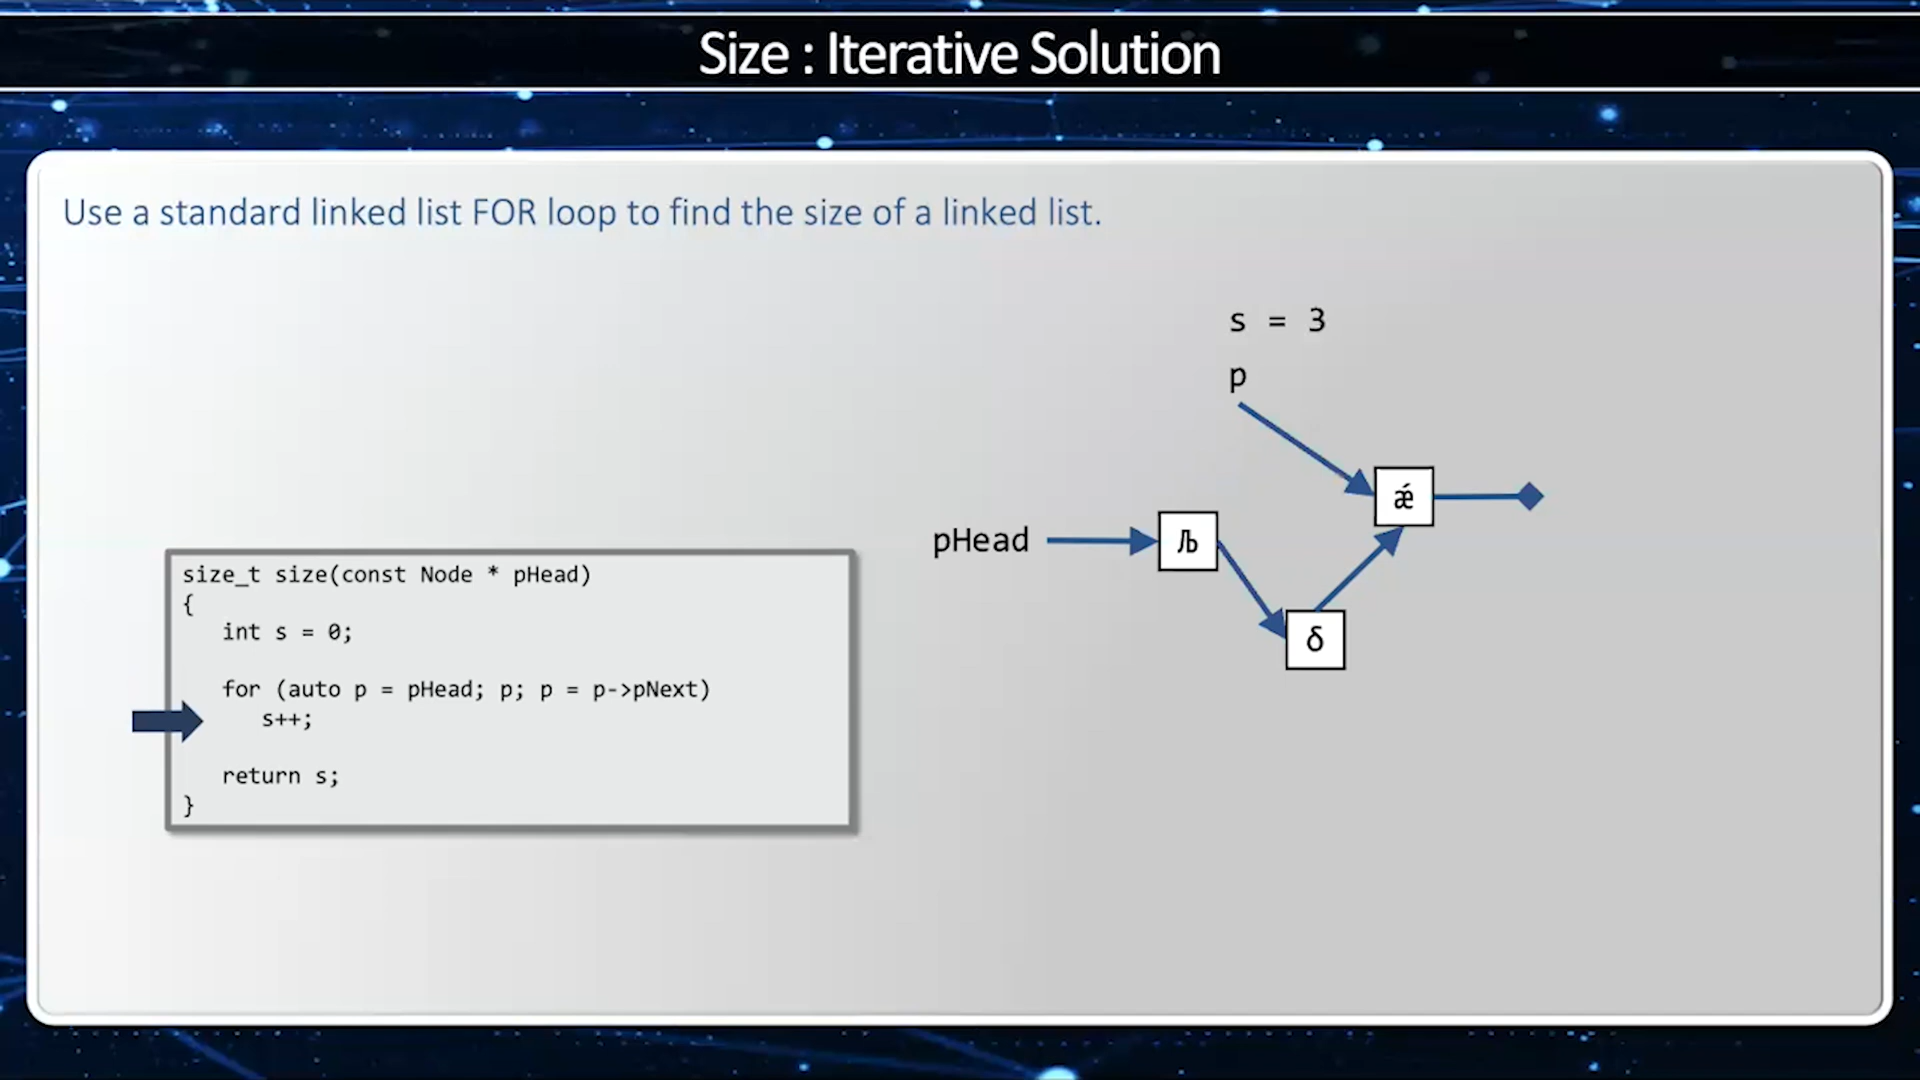 Size : Iterative Solution
Use a standard linked list FOR loop to find the size of a linked list.
s = 3
p
ǽ
pHead
Љ
δ
size_t size(const Node * pHead)
{
int s = 0;
for (auto p = pHead; p; p = p->pNext)
s++;
return s;
}